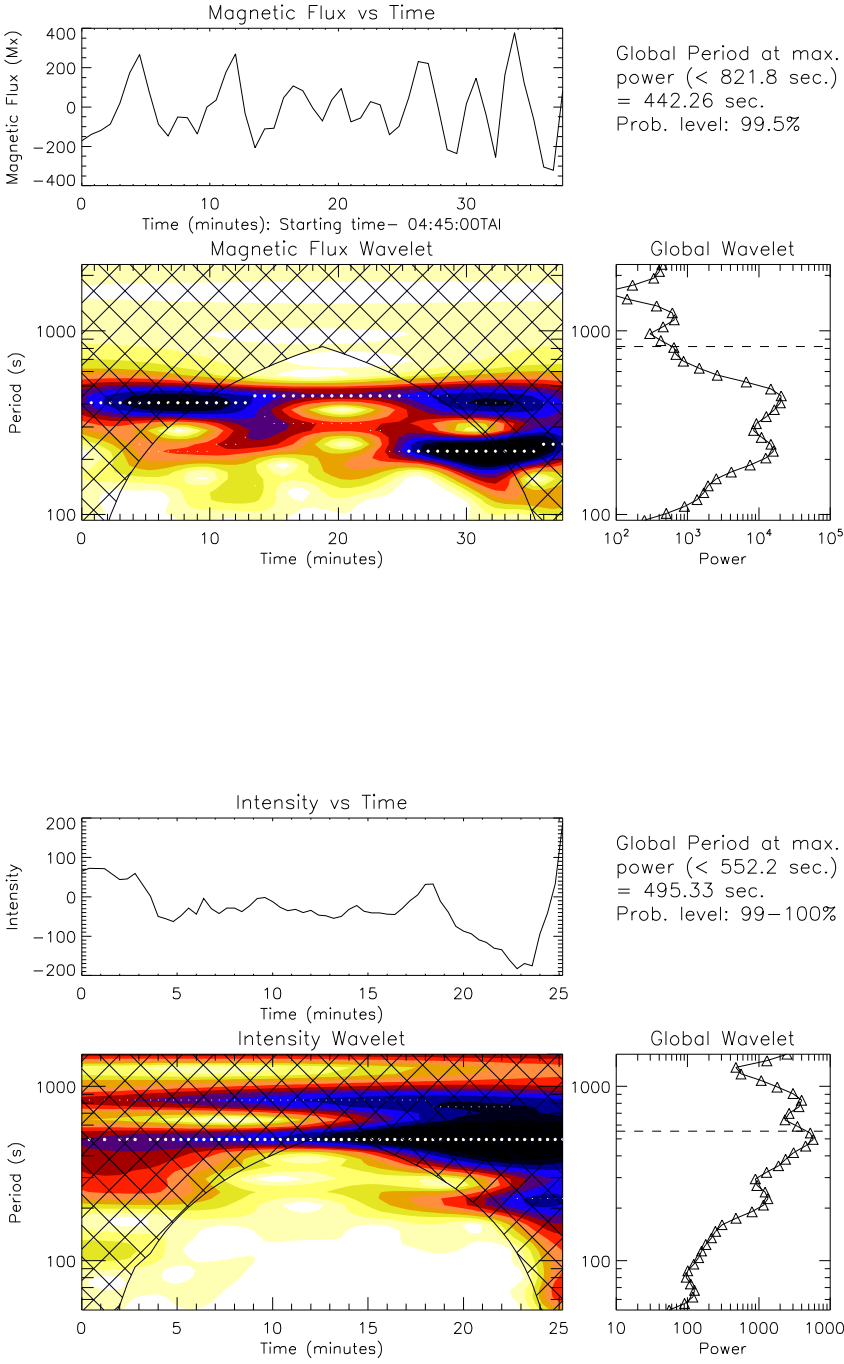 Magnetic Flux vs Time
Magnetic Flux (Mx)
400
200
0
−200
−400
0 10 20 30
Time (minutes): Starting time− 04:45:00TAI
Global Period at max.
power (< 821.8 sec.)
= 442.26 sec.
Prob. level: 99.5%
Magnetic Flux Wavelet
Period (s)
1000
100
0 10 20 30
Time (minutes)
Global Wavelet
1000
100
10² 10³ 10⁴ 10⁵
Power
Intensity vs Time
Intensity
200
100
0
−100
−200
0 5 10 15 20 25
Time (minutes)
Global Period at max.
power (< 552.2 sec.)
= 495.33 sec.
Prob. level: 99−100%
Intensity Wavelet
Period (s)
1000
100
0 5 10 15 20 25
Time (minutes)
Global Wavelet
1000
100
10 100 1000 1000
Power